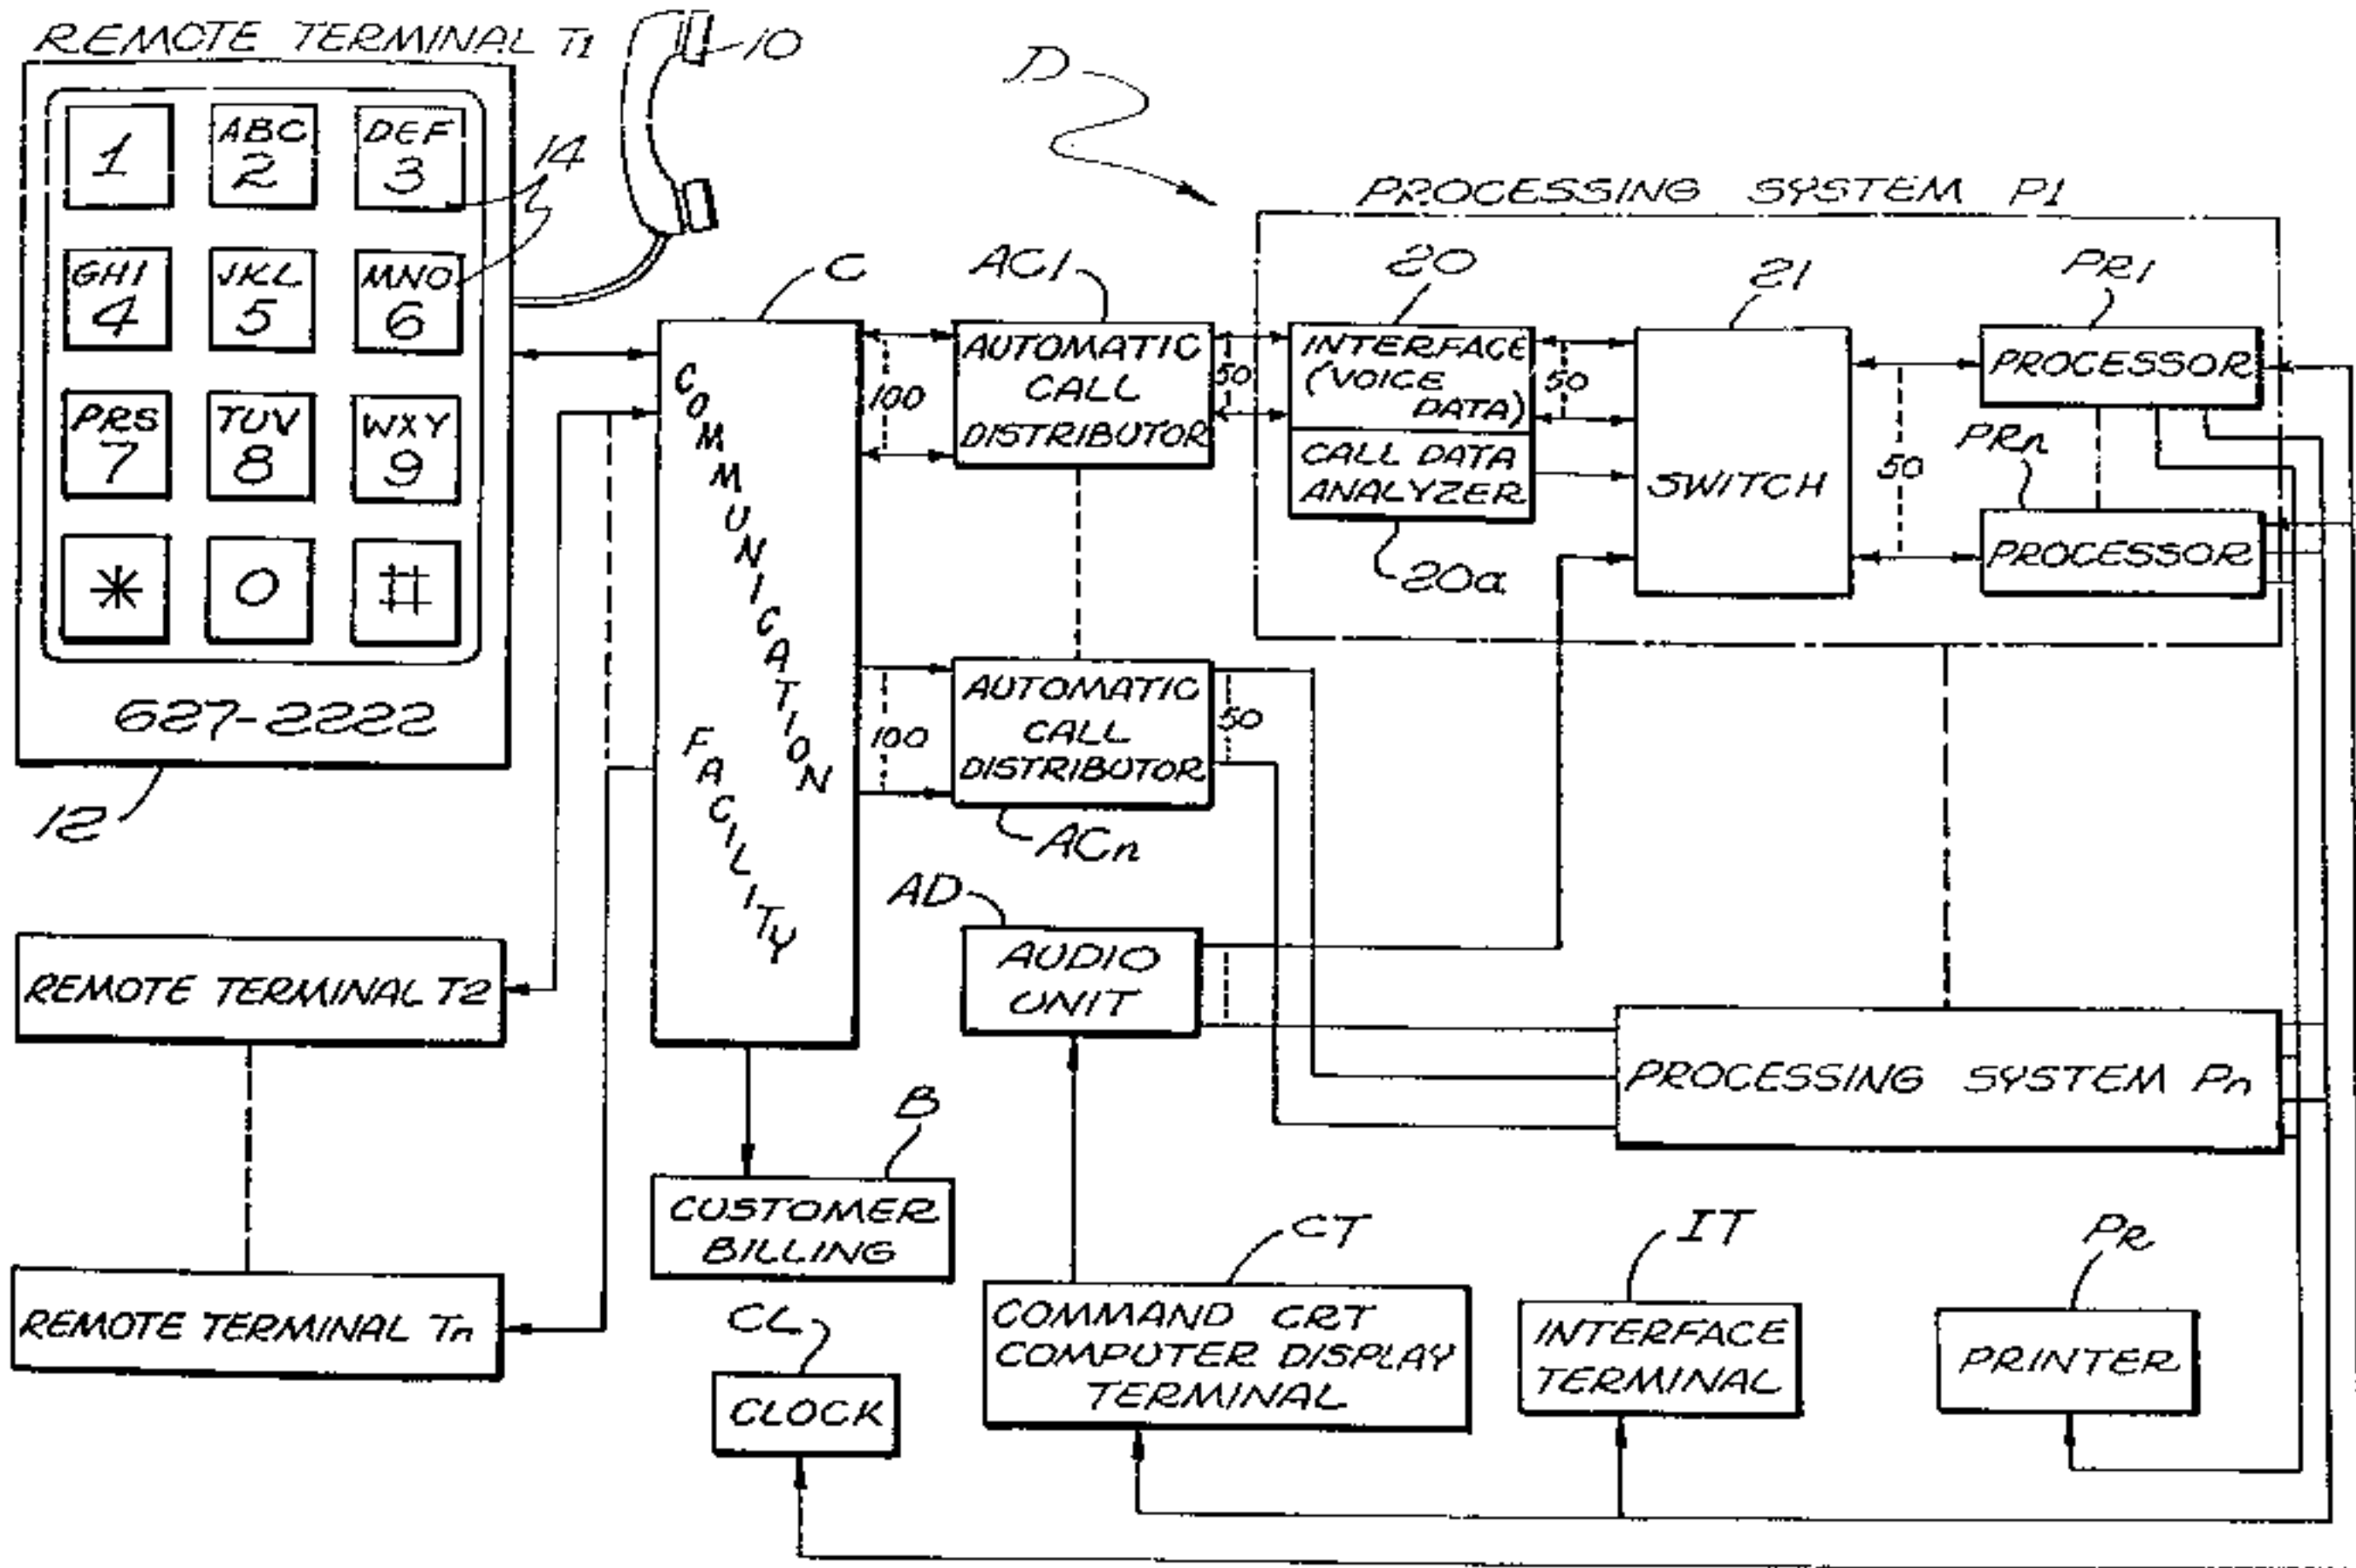 REMOTE TERMINAL T1
10
D
1
ABC
2
DEF
3
14
GHI
4
JKL
5
MNO
6
PRS
7
TUV
8
WXY
9
*
0
#
627-2222
12
C
COMMUNICATION
FACILITY
100
100
AC1
AUTOMATIC
CALL
DISTRIBUTOR
50
PROCESSING SYSTEM P1
20
INTERFACE
(VOICE
DATA)
CALL DATA
ANALYZER
20a
50
21
SWITCH
50
PR1
PROCESSOR
PRn
PROCESSOR
AUTOMATIC
CALL
DISTRIBUTOR
50
ACn
AD
AUDIO
UNIT
REMOTE TERMINAL T2
PROCESSING SYSTEM Pn
B
CUSTOMER
BILLING
REMOTE TERMINAL Tn
CL
CLOCK
CT
COMMAND CRT
COMPUTER DISPLAY
TERMINAL
IT
INTERFACE
TERMINAL
PR
PRINTER